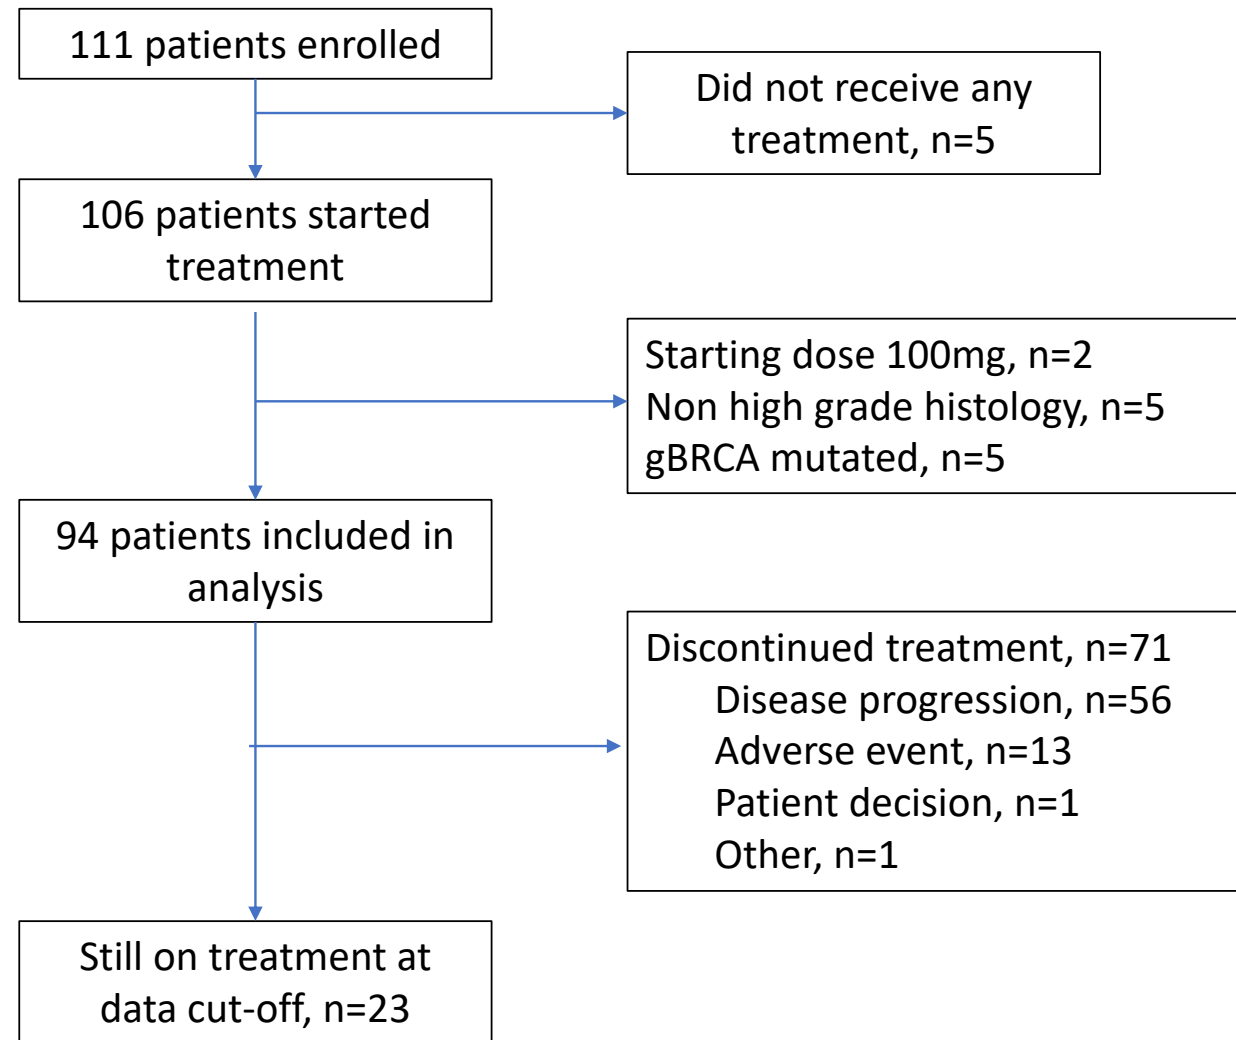 111 patients enrolled
Did not receive any
treatment, n=5
106 patients started
treatment
Starting dose 100mg, n=2
Non high grade histology, n=5
gBRCA mutated, n=5
94 patients included in
analysis
Discontinued treatment, n=71
Disease progression, n=56
Adverse event, n=13
Patient decision, n=1
Other, n=1
Still on treatment at
data cut-off, n=23